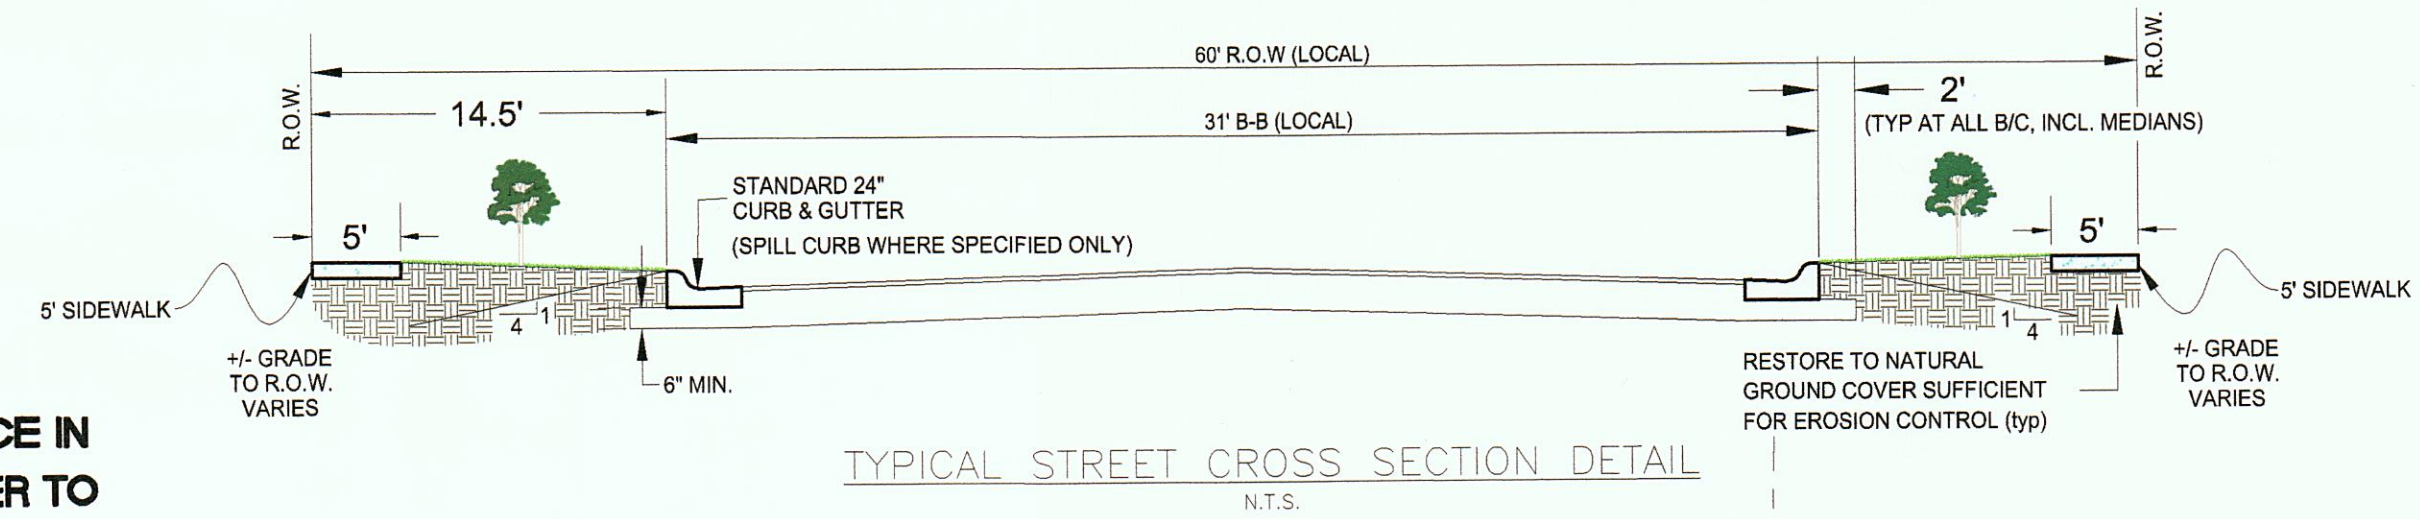 60' R.O.W (LOCAL)
R.O.W.
R.O.W.
14.5'
2'
31' B-B (LOCAL)
(TYP AT ALL B/C, INCL. MEDIANS)
STANDARD 24"
CURB & GUTTER
(SPILL CURB WHERE SPECIFIED ONLY)
5'
5'
5' SIDEWALK
5' SIDEWALK
1
4
1
4
+/- GRADE
TO R.O.W.
VARIES
6" MIN.
RESTORE TO NATURAL
GROUND COVER SUFFICIENT
FOR EROSION CONTROL (typ)
+/- GRADE
TO R.O.W.
VARIES
CE IN
ER TO
TYPICAL STREET CROSS SECTION DETAIL
N.T.S.